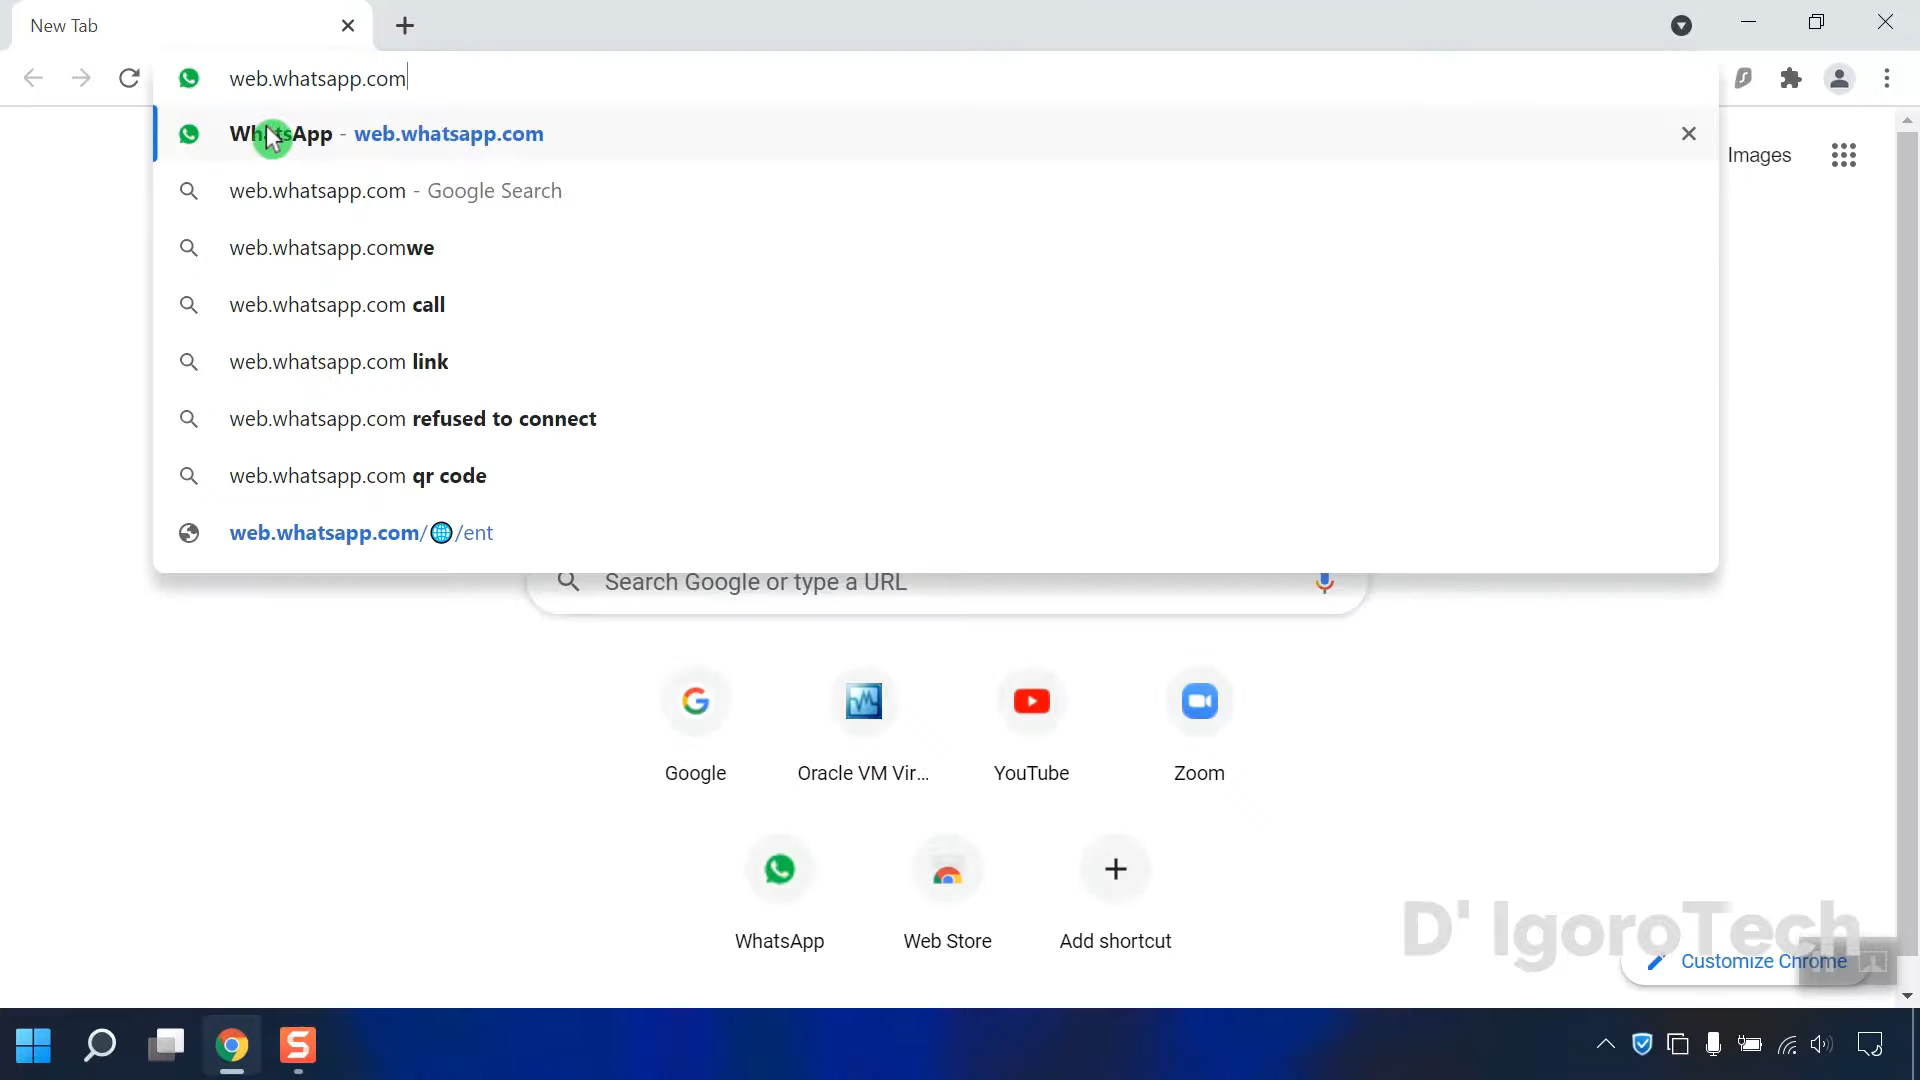 New Tab
web.whatsapp.com
WhatsApp - web.whatsapp.com
Images
web.whatsapp.com - Google Search
web.whatsapp.comwe
web.whatsapp.com call
web.whatsapp.com link
web.whatsapp.com refused to connect
web.whatsapp.com qr code
web.whatsapp.com/🌐/ent
Search Google or type a URL
Google
Oracle VM Vir...
YouTube
Zoom
WhatsApp
Web Store
Add shortcut
D' IgoroTech
Customize Chrome